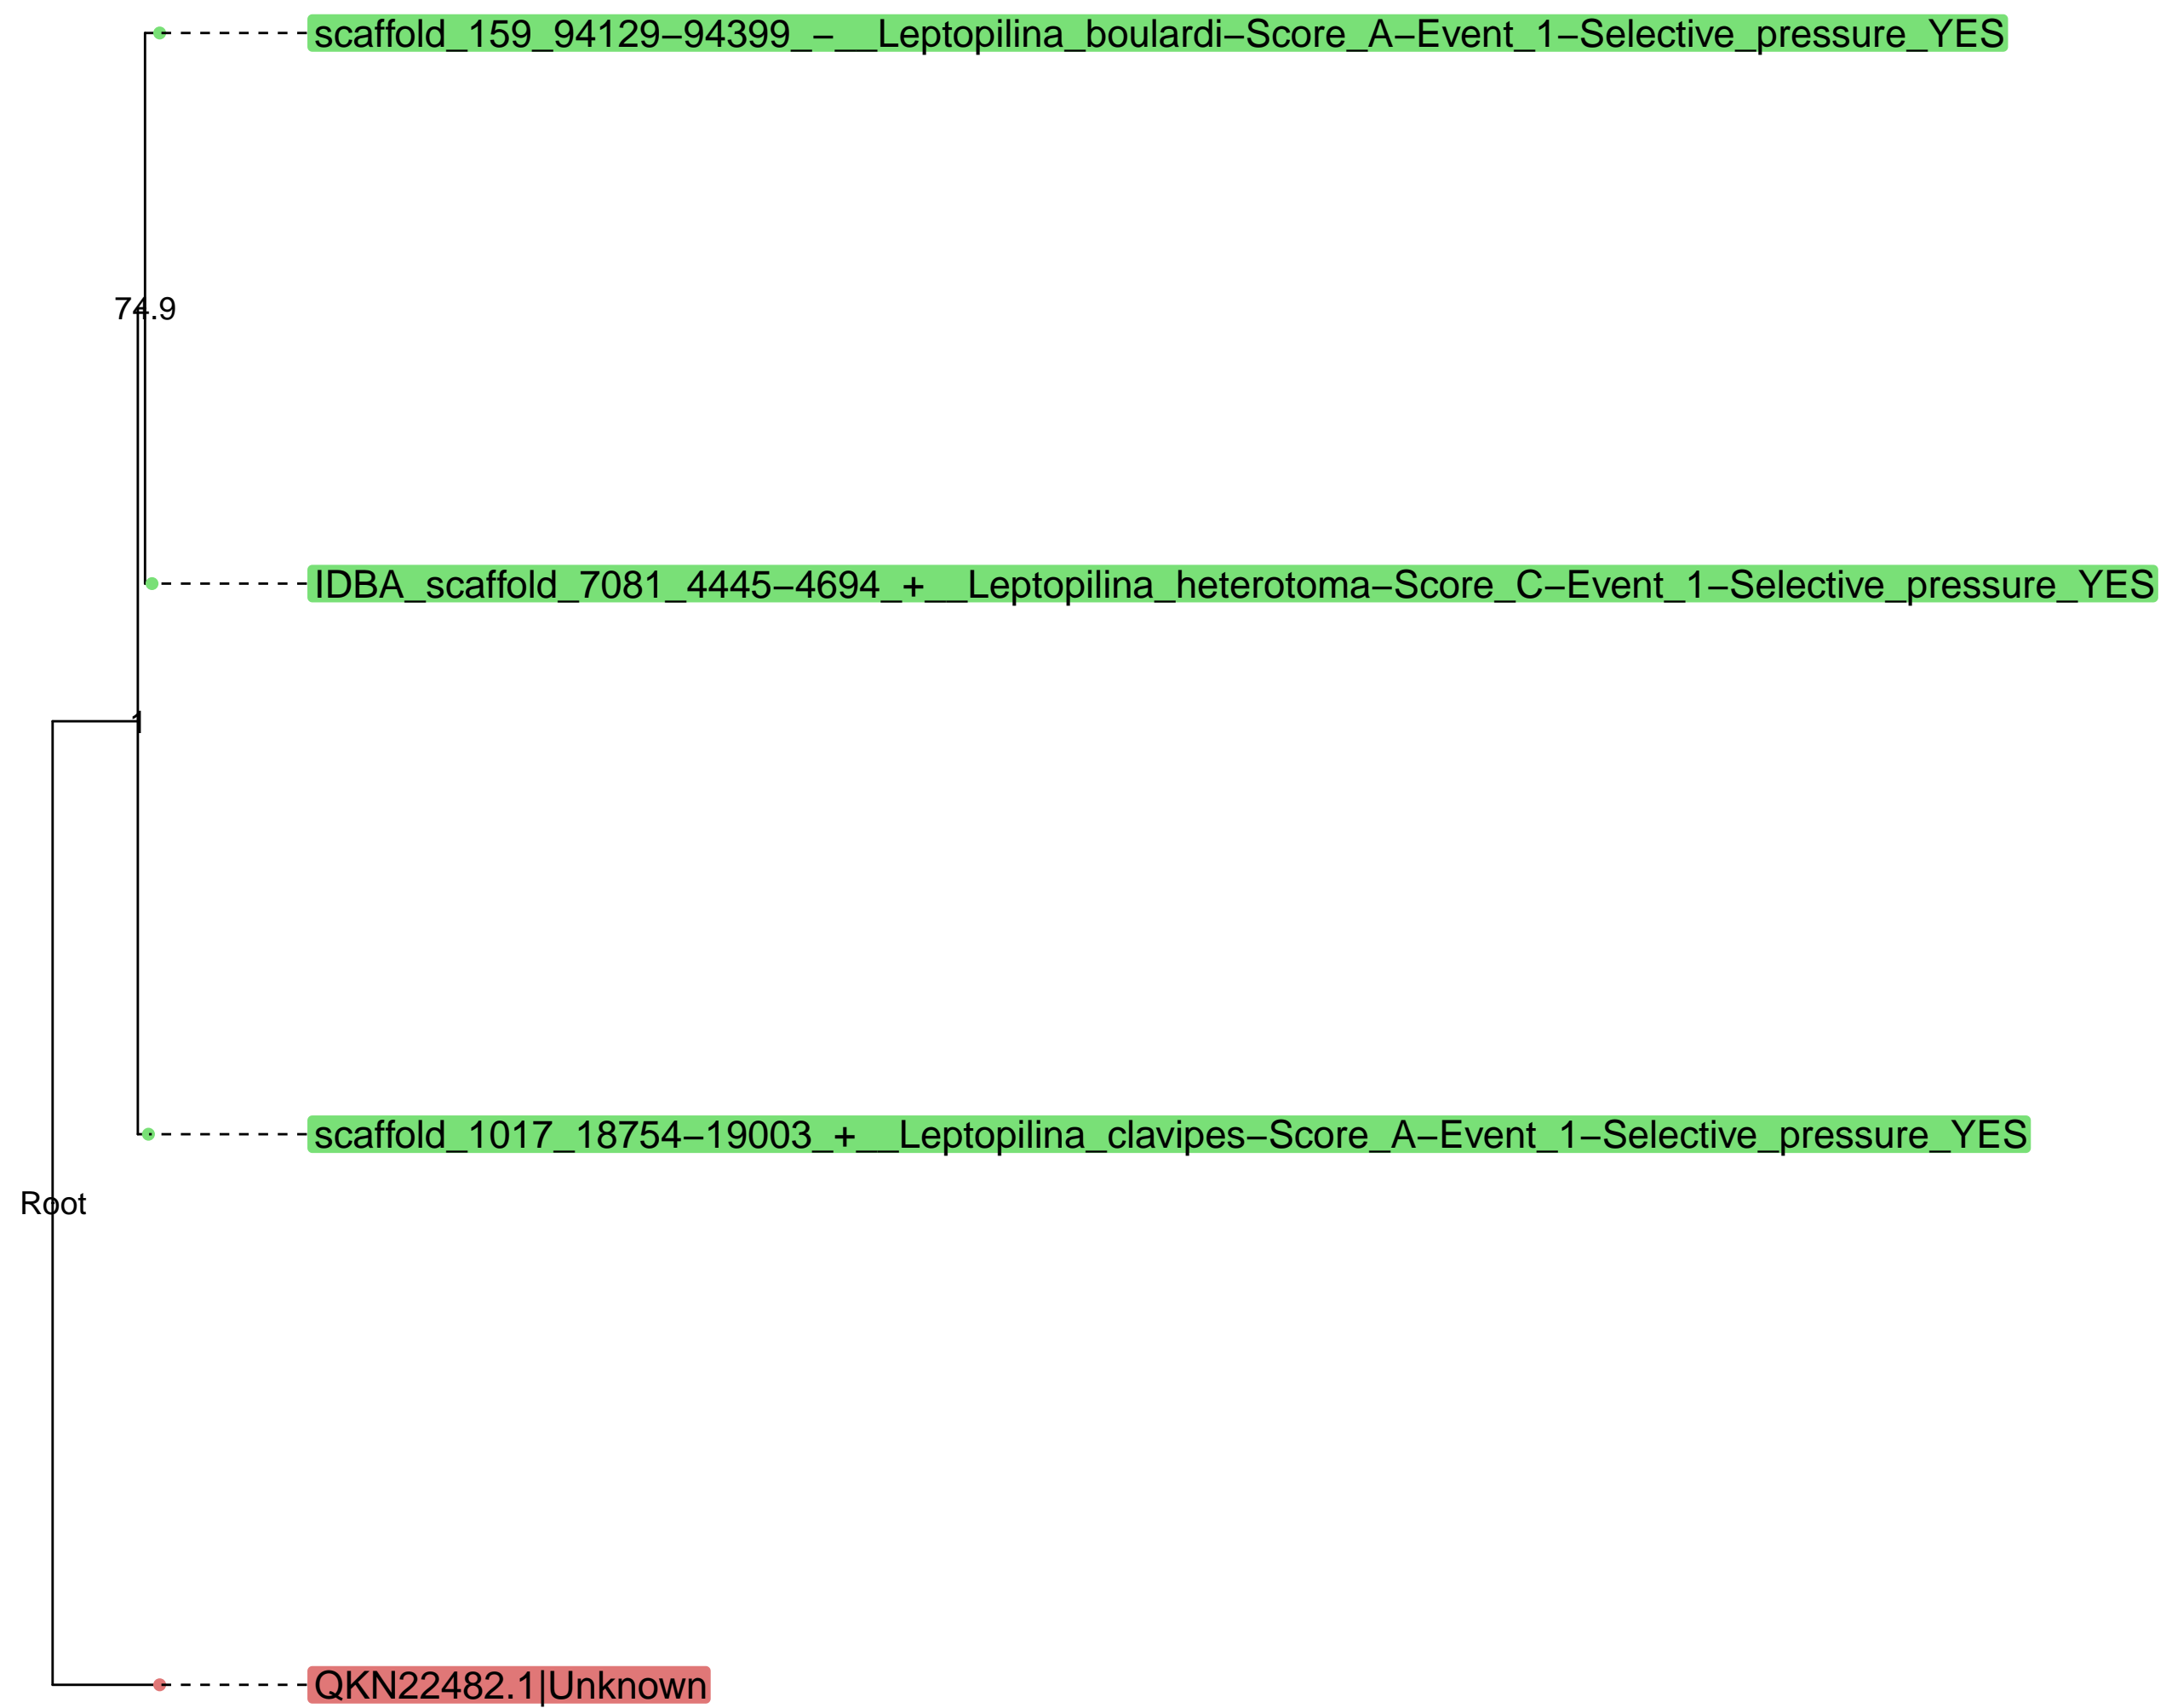 scaffold_159_94129−94399_−__Leptopilina_boulardi−Score_A−Event_1−Selective_pressure_YES
74.9
IDBA_scaffold_7081_4445−4694_+__Leptopilina_heterotoma−Score_C−Event_1−Selective_pressure_YES
1
scaffold_1017_18754−19003_+__Leptopilina_clavipes−Score_A−Event_1−Selective_pressure_YES
Root
QKN22482.1|Unknown